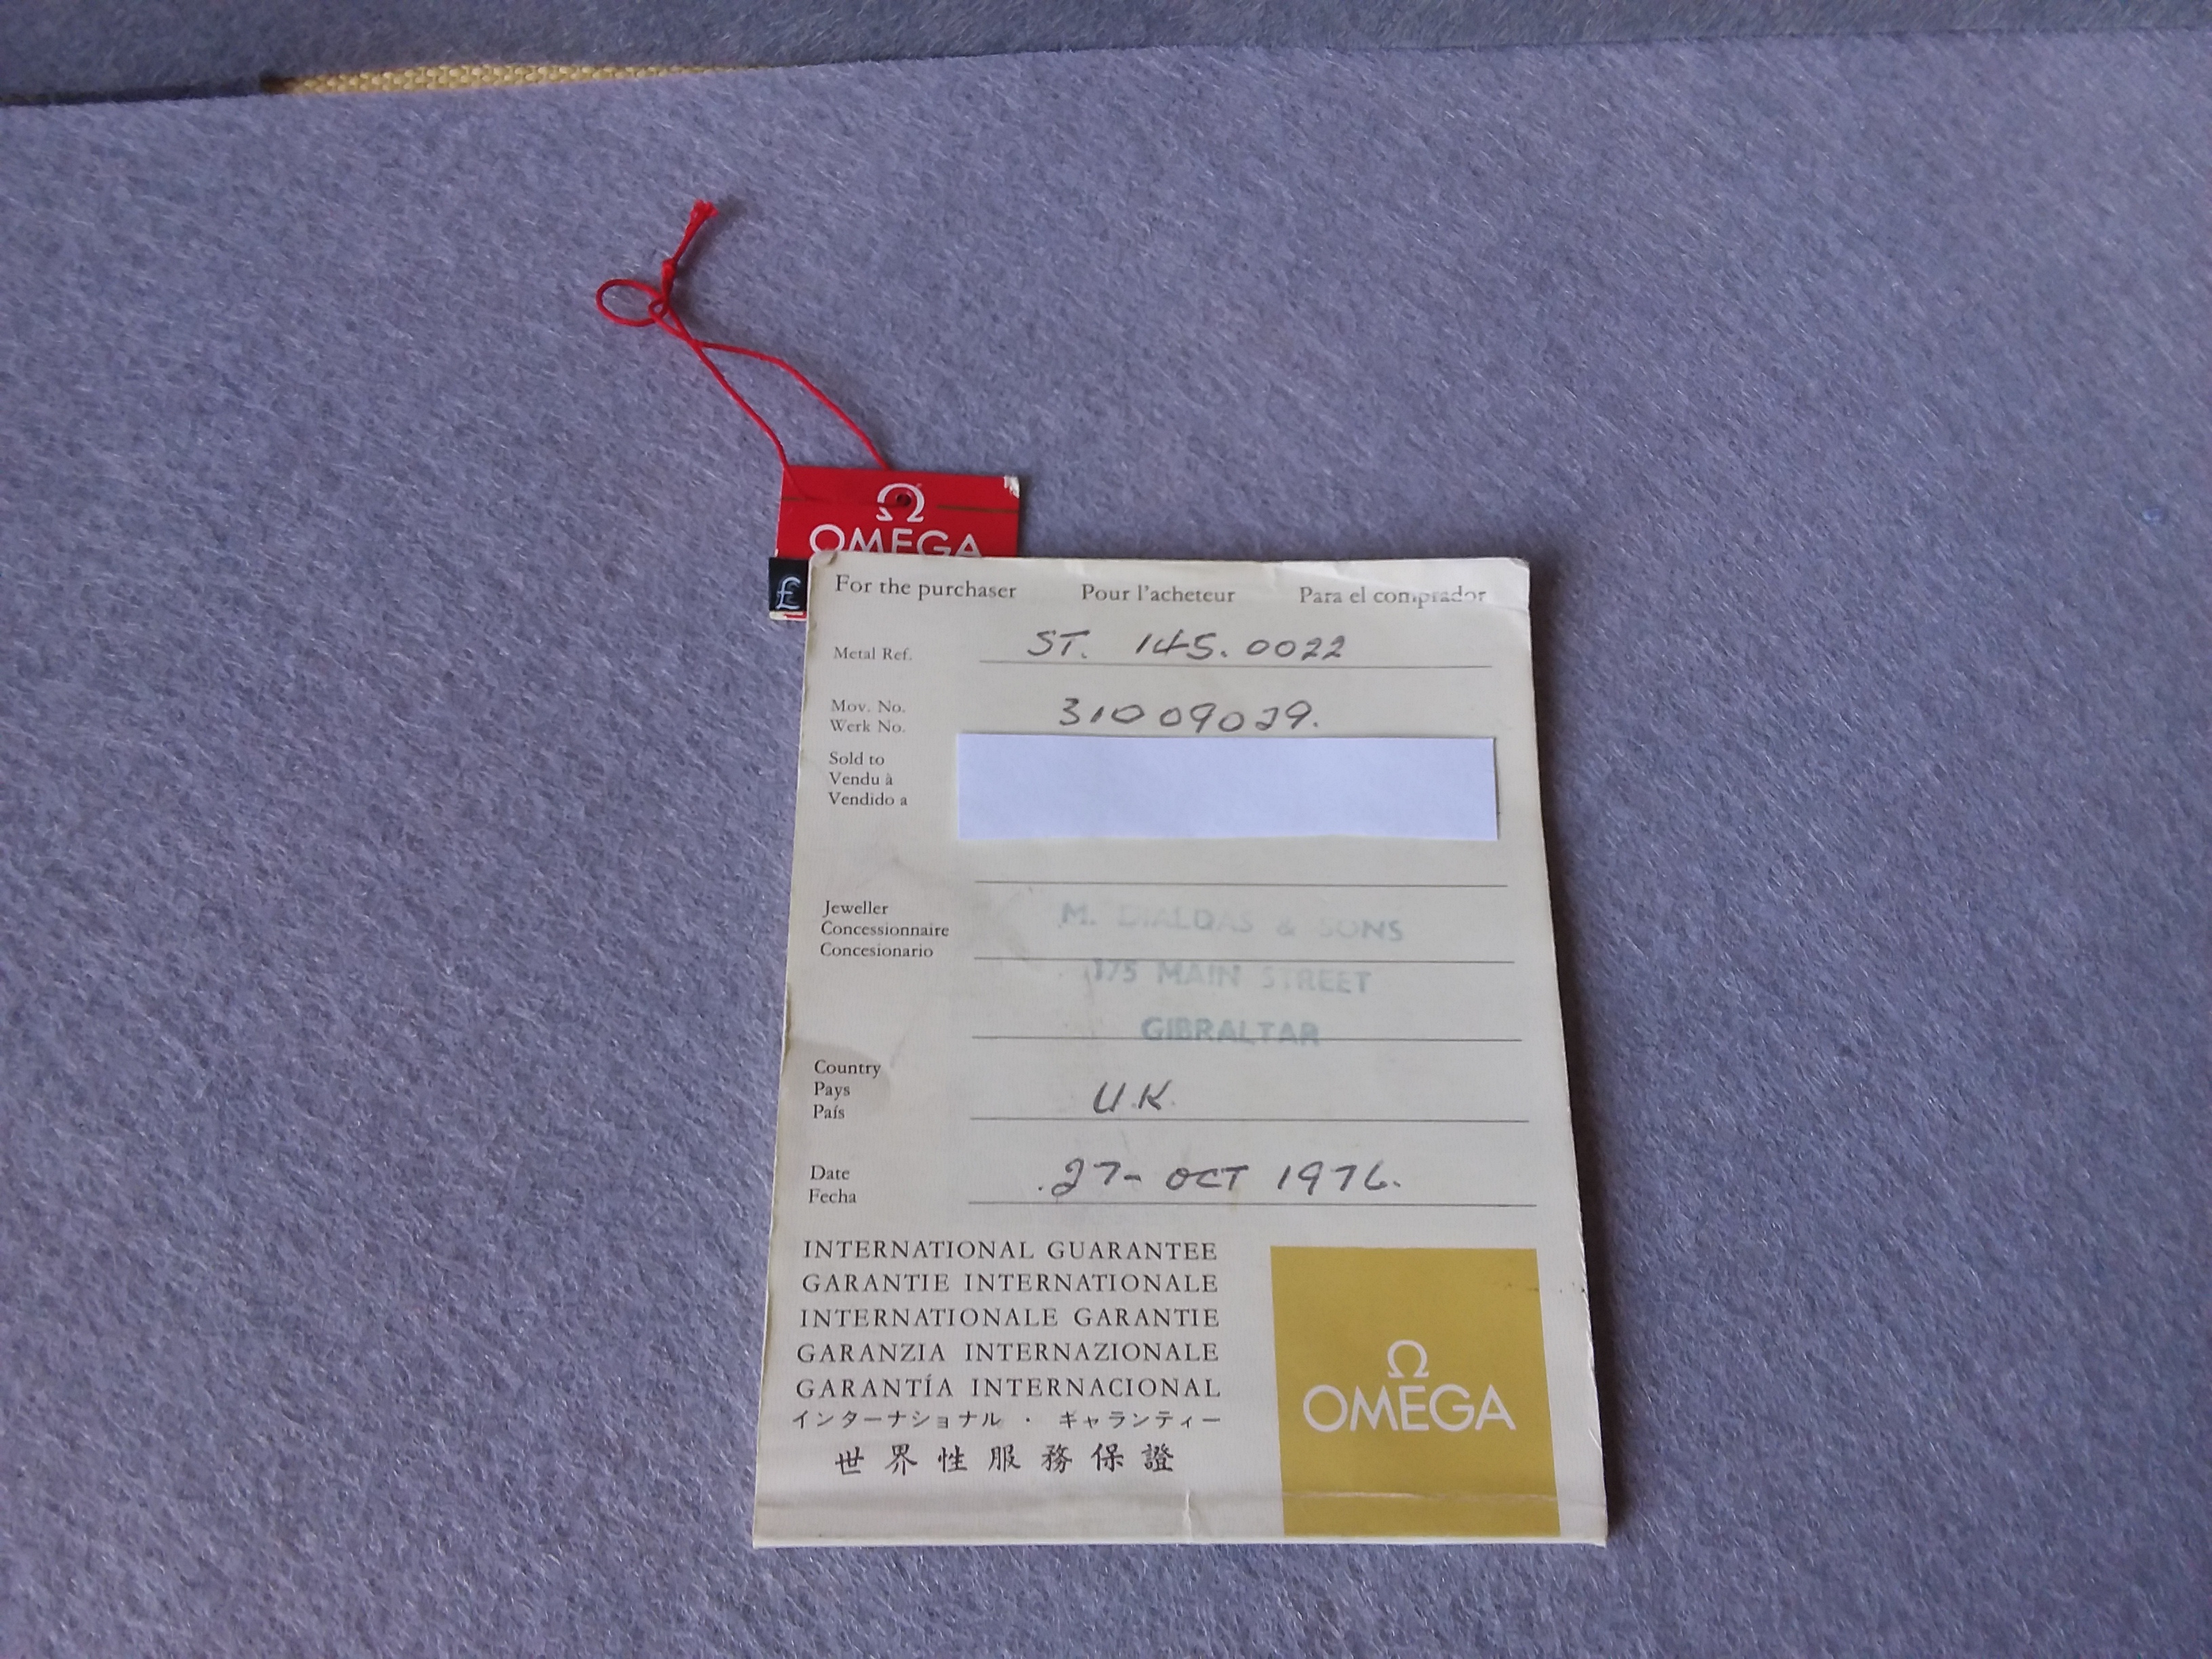 Ω
OMEGA
£
For the purchaser Pour l'acheteur Para el comprador
Metal Ref. ST. 145.0022
Mov. No.
Werk No. 31009029.
Sold to
Vendu à
Vendido a
Jeweller
Concessionnaire
Concesionario
M. DIALDAS & SONS
175 MAIN STREET
GIBRALTAR
Country
Pays
País
U.K.
Date
Fecha
27- OCT 1976.
INTERNATIONAL GUARANTEE
GARANTIE INTERNATIONALE
INTERNATIONALE GARANTIE
GARANZIA INTERNAZIONALE
GARANTÍA INTERNACIONAL
インターナショナル ・ ギャランティー
世界性服務保證
Ω
OMEGA